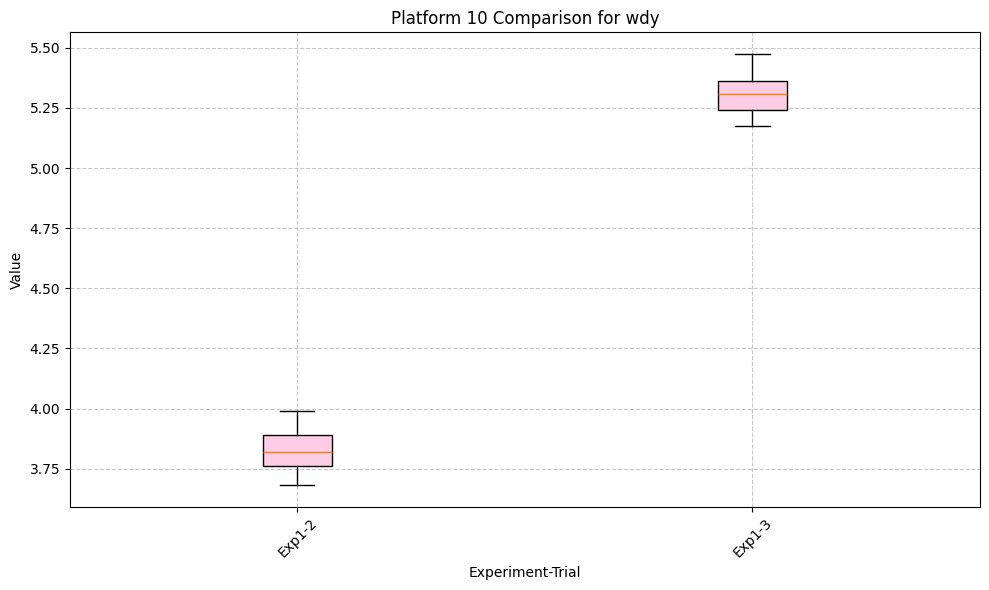 Platform 10 Comparison for wdy
Value
5.50
5.25
5.00
4.75
4.50
4.25
4.00
3.75
Exp1-2
Exp1-3
Experiment-Trial